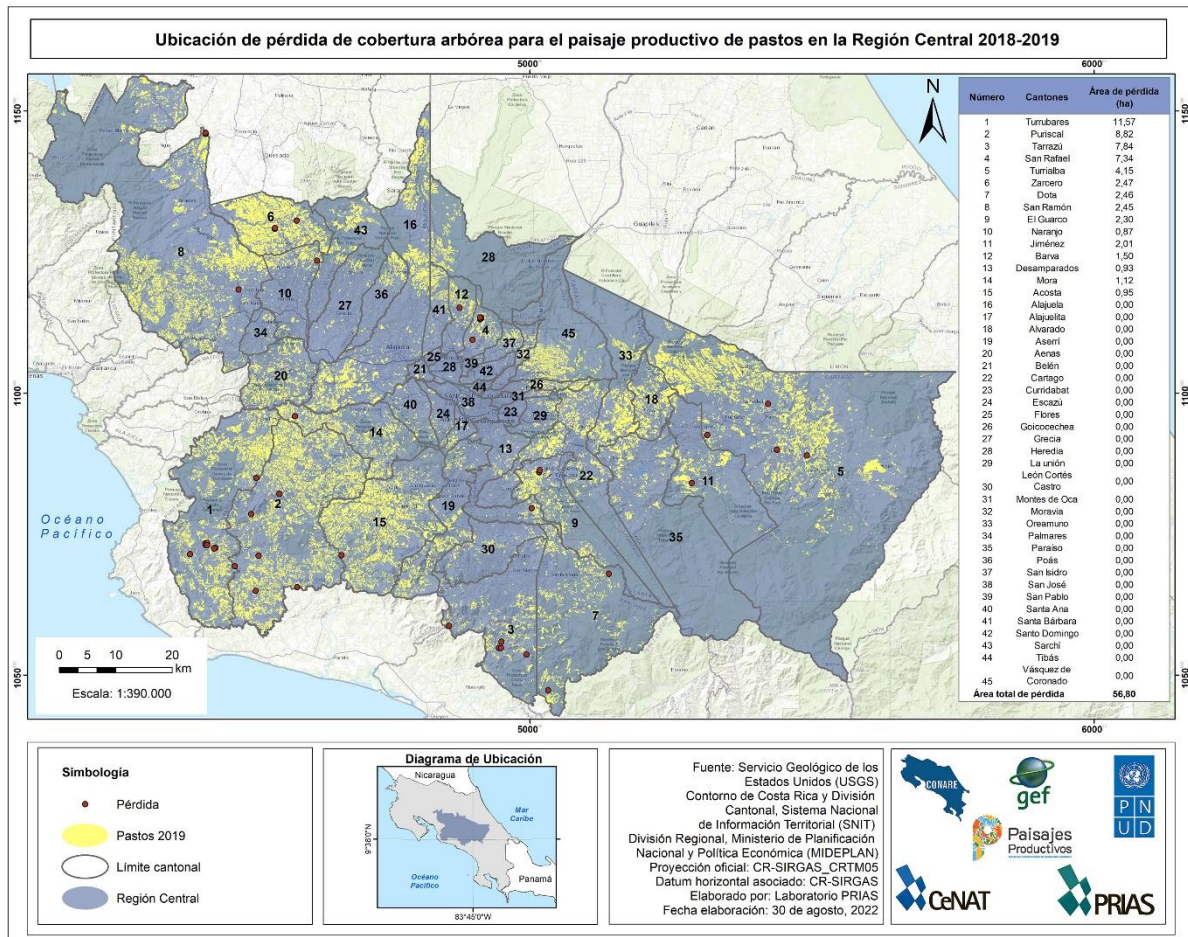 Ubicación de pérdida de cobertura arbórea para el paisaje productivo de pastos en la Región Central 2018-2019
5000
6000
1150
1100
1050
N
Océano
Pacífico
0 5 10 20
km
Escala: 1:390.000
Número Cantones Área de pérdida (ha)
1 Turrubares 11,57
2 Puriscal 8,82
3 Tarrazú 7,84
4 San Rafael 7,34
5 Turrialba 4,15
6 Zarcero 2,47
7 Dota 2,46
8 San Ramón 2,45
9 El Guarco 2,30
10 Naranjo 0,87
11 Jiménez 2,01
12 Barva 1,50
13 Desamparados 0,93
14 Mora 1,12
15 Acosta 0,95
16 Alajuela 0,00
17 Alajuelita 0,00
18 Alvarado 0,00
19 Aserrí 0,00
20 Aenas 0,00
21 Belén 0,00
22 Cartago 0,00
23 Curridabat 0,00
24 Escazú 0,00
25 Flores 0,00
26 Goicocechea 0,00
27 Grecia 0,00
28 Heredia 0,00
29 La unión 0,00
30 León Cortés Castro 0,00
31 Montes de Oca 0,00
32 Moravia 0,00
33 Oreamuno 0,00
34 Palmares 0,00
35 Paraíso 0,00
36 Poás 0,00
37 San Isidro 0,00
38 San José 0,00
39 San Pablo 0,00
40 Santa Ana 0,00
41 Santa Bárbara 0,00
42 Santo Domingo 0,00
43 Sarchí 0,00
44 Tibás 0,00
45 Vásquez de Coronado 0,00
Área total de pérdida 56,80
5000
6000
Simbología
Pérdida
Pastos 2019
Límite cantonal
Región Central
Diagrama de Ubicación
Nicaragua
Mar
Caribe
9°38'0"N
Océano
Pacífico
Panamá
83°45'0"W
Fuente: Servicio Geológico de los
Estados Unidos (USGS)
Contorno de Costa Rica y División
Cantonal, Sistema Nacional
de Información Territorial (SNIT)
División Regional, Ministerio de Planificación
Nacional y Política Económica (MIDEPLAN)
Proyección oficial: CR-SIRGAS_CRTM05
Datum horizontal asociado: CR-SIRGAS
Elaborado por: Laboratorio PRIAS
Fecha elaboración: 30 de agosto, 2022
CONARE
gef
P N
U D
Paisajes
Productivos
CeNAT
PRIAS